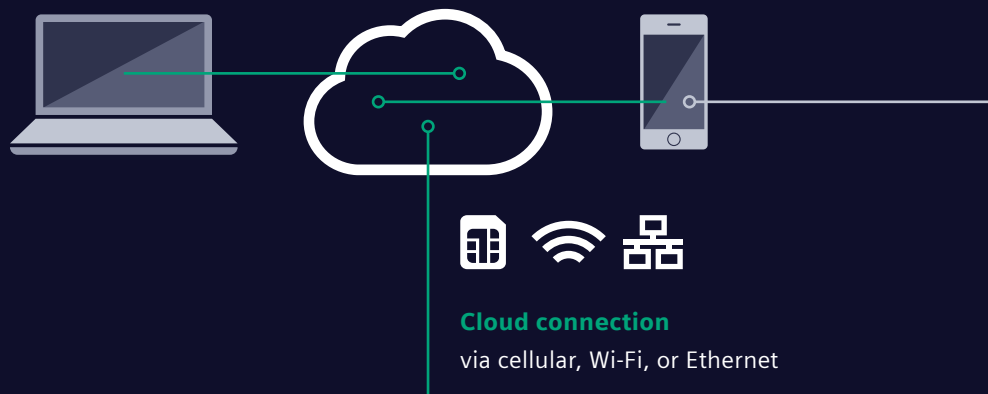 Cloud connection
via cellular, Wi-Fi, or Ethernet